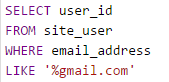 SELECT user_id
FROM site_user
WHERE email_address
LIKE '%gmail.com'